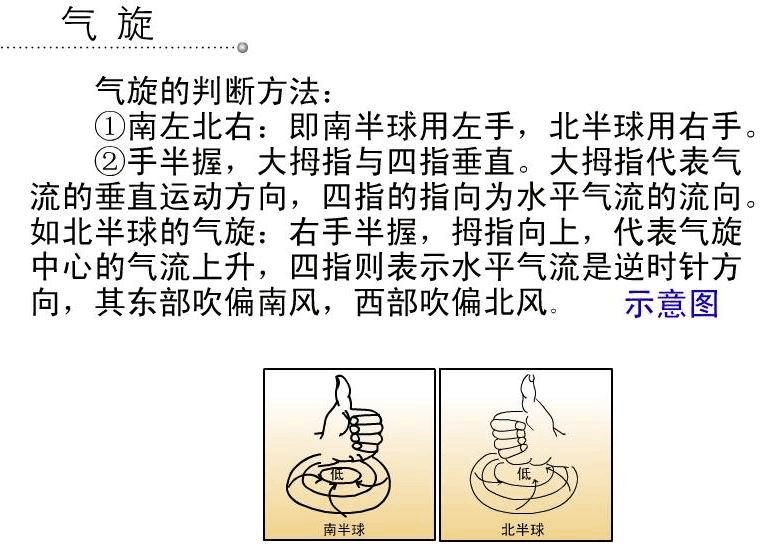 气 旋
气旋的判断方法：
①南左北右：即南半球用左手，北半球用右手。
②手半握，大拇指与四指垂直。大拇指代表气
流的垂直运动方向，四指的指向为水平气流的流向。
如北半球的气旋：右手半握，拇指向上，代表气旋
中心的气流上升，四指则表示水平气流是逆时针方
向，其东部吹偏南风，西部吹偏北风。 示意图
低
低
南半球
北半球